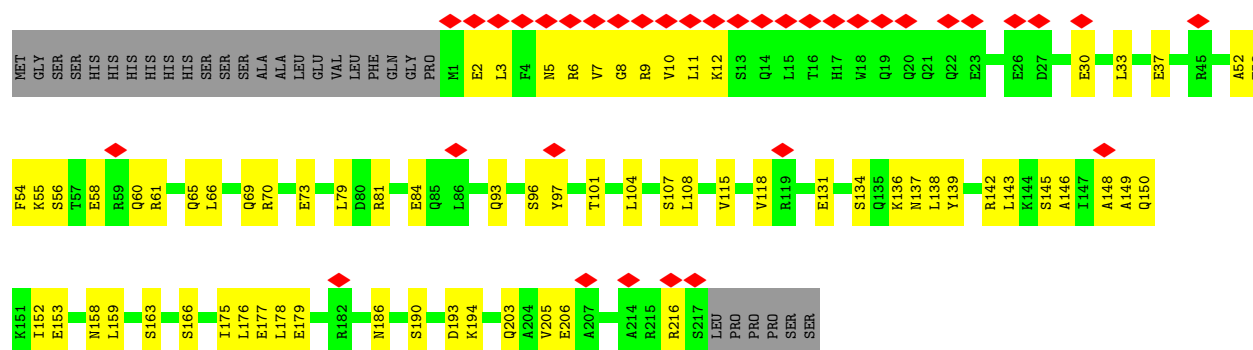 MET GLY SER SER HIS HIS HIS HIS HIS HIS SER SER SER ALA ALA LEU GLU VAL LEU PHE GLN GLY PRO M1 E2 L3 F4 N5 R6 V7 G8 R9 V10 L11 K12 S13 Q14 L15 T16 H17 W18 Q19 Q20 Q21 Q22 E23 E26 D27 E30 L33 E37 R45 A52
F54 K55 S56 T57 E58 R59 Q60 R61 Q65 L66 Q69 R70 E73 L79 D80 R81 E84 Q85 L86 Q93 S96 Y97 T101 L104 S107 L108 V115 V118 R119 E131 S134 Q135 K136 N137 L138 Y139 R142 L143 K144 S145 A146 I147 A148 A149 Q150
K151 I152 E153 N158 L159 S163 S166 I175 L176 E177 L178 E179 R182 N186 S190 D193 K194 Q203 A204 V205 E206 A207 A214 R215 R216 S217 LEU PRO PRO PRO SER SER